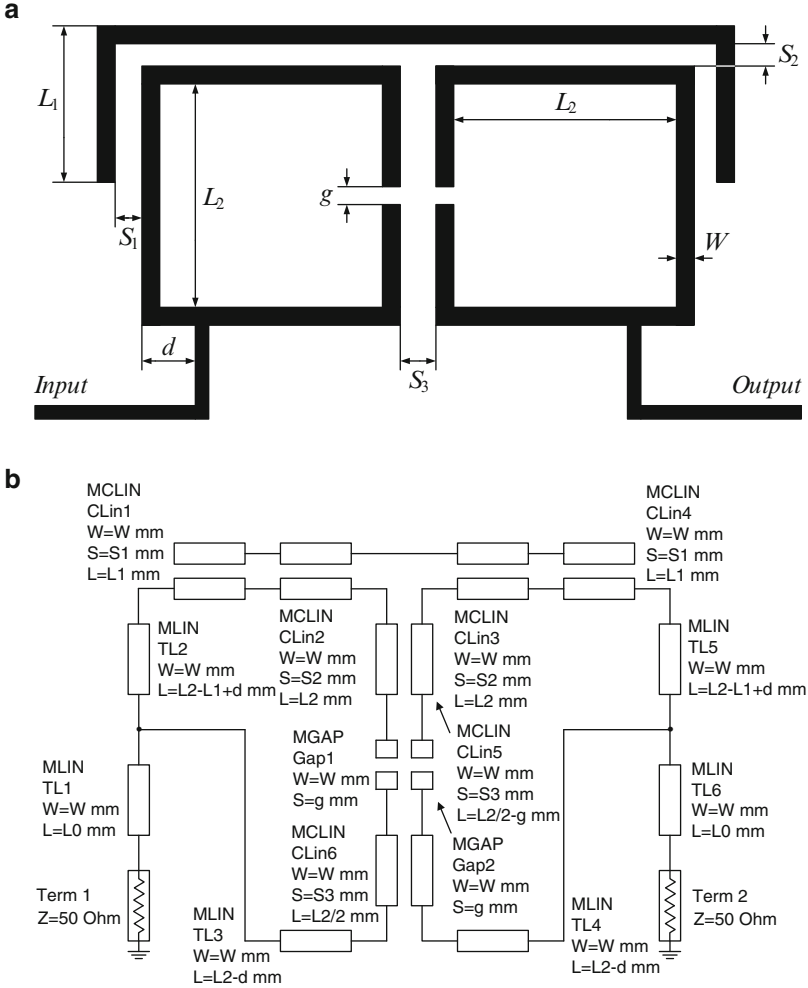 a
L1
S2
L2
L2
g
S1
W
d
S3
Input
Output
b
MCLIN
CLin1
W=W mm
S=S1 mm
L=L1 mm
MCLIN
CLin4
W=W mm
S=S1 mm
L=L1 mm
MLIN
TL2
W=W mm
L=L2-L1+d mm
MCLIN
CLin2
W=W mm
S=S2 mm
L=L2 mm
MCLIN
CLin3
W=W mm
S=S2 mm
L=L2 mm
MLIN
TL5
W=W mm
L=L2-L1+d mm
MGAP
Gap1
W=W mm
S=g mm
MCLIN
CLin5
W=W mm
S=S3 mm
L=L2/2-g mm
MLIN
TL1
W=W mm
L=L0 mm
MLIN
TL6
W=W mm
L=L0 mm
MCLIN
CLin6
W=W mm
S=S3 mm
L=L2/2 mm
MGAP
Gap2
W=W mm
S=g mm
Term 1
Z=50 Ohm
Term 2
Z=50 Ohm
MLIN
TL3
W=W mm
L=L2-d mm
MLIN
TL4
W=W mm
L=L2-d mm